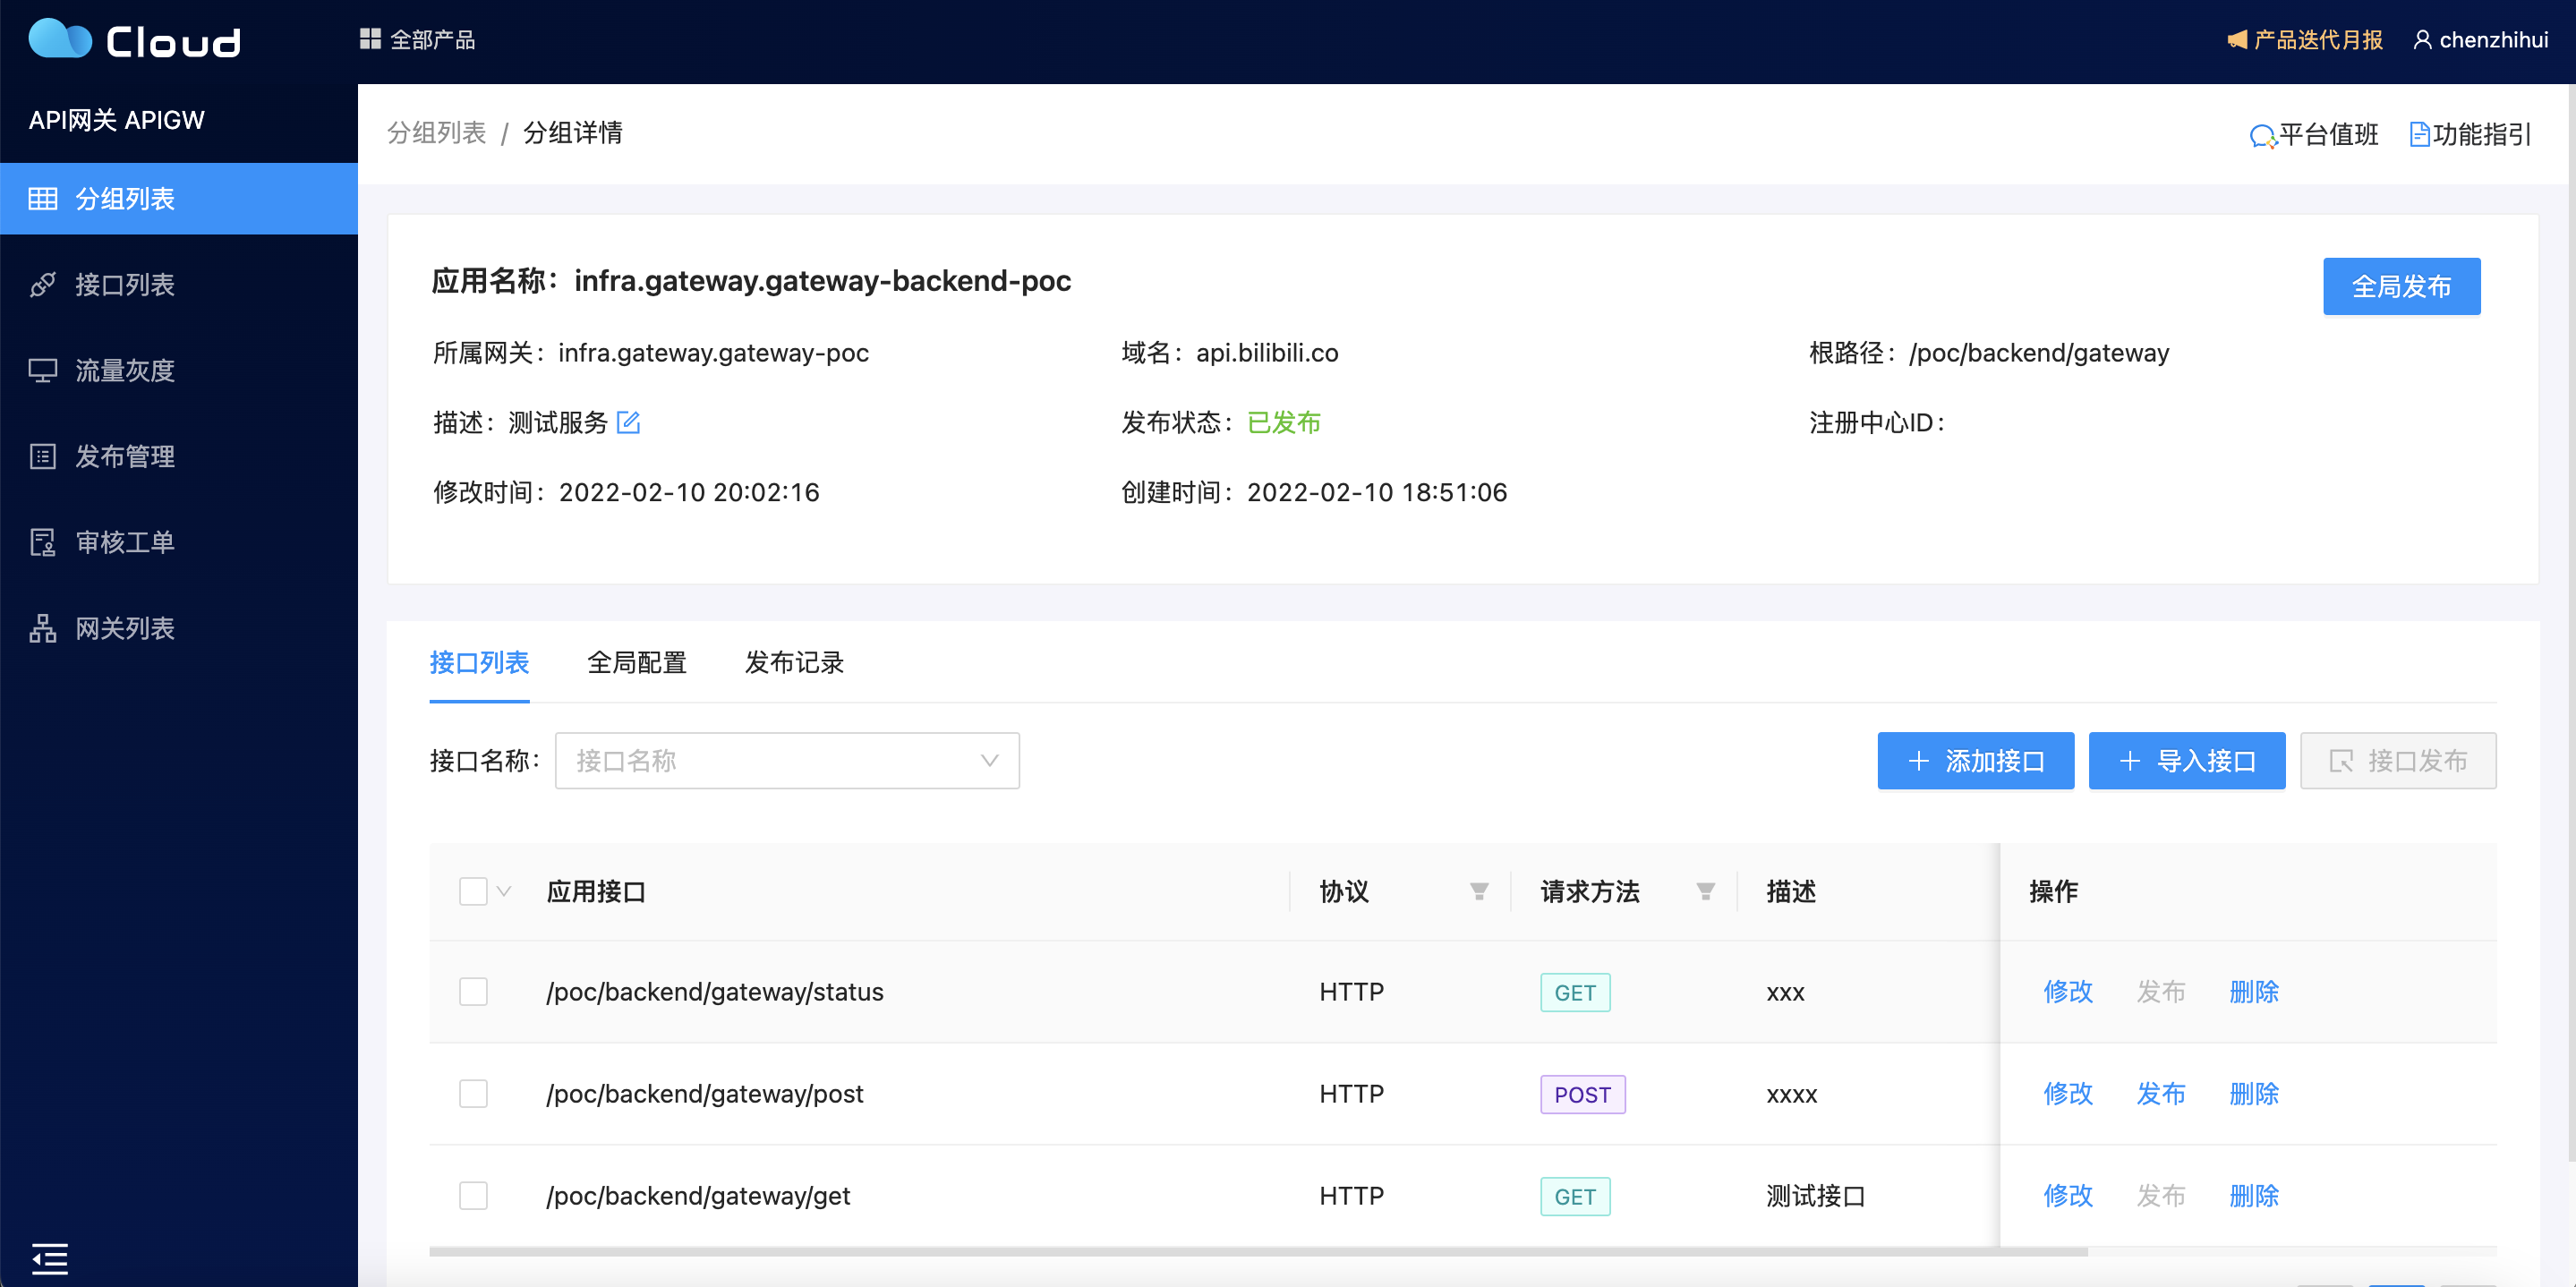 Cloud
全部产品
产品迭代月报
chenzhihui
API网关 APIGW
分组列表
接口列表
流量灰度
发布管理
审核工单
网关列表
分组列表 / 分组详情
平台值班
功能指引
应用名称：infra.gateway.gateway-backend-poc
全局发布
所属网关：infra.gateway.gateway-poc
域名：api.bilibili.co
根路径：/poc/backend/gateway
描述：测试服务
发布状态：已发布
注册中心ID：
修改时间：2022-02-10 20:02:16
创建时间：2022-02-10 18:51:06
接口列表 全局配置 发布记录
接口名称： 接口名称
添加接口
导入接口
接口发布
应用接口 协议 请求方法 描述 操作
/poc/backend/gateway/status HTTP GET xxx 修改 发布 删除
/poc/backend/gateway/post HTTP POST xxxx 修改 发布 删除
/poc/backend/gateway/get HTTP GET 测试接口 修改 发布 删除